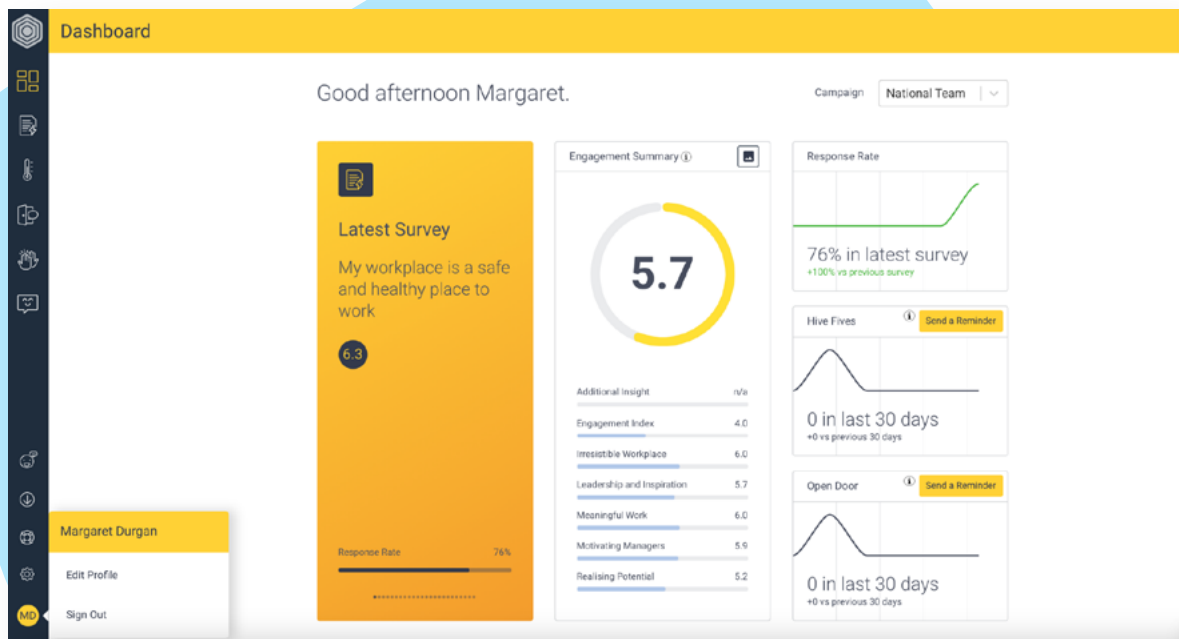 Dashboard
Good afternoon Margaret.
Campaign
National Team
Latest Survey
My workplace is a safe
and healthy place to
work
6.3
Response Rate 76%
Engagement Summary
5.7
Additional Insight n/a
Engagement Index 4.0
Irresistible Workplace 6.0
Leadership and Inspiration 5.7
Meaningful Work 6.0
Motivating Managers 5.9
Realising Potential 5.2
Response Rate
76% in latest survey
+100% vs previous survey
Hive Fives
Send a Reminder
0 in last 30 days
+0 vs previous 30 days
Open Door
Send a Reminder
0 in last 30 days
+0 vs previous 30 days
Margaret Durgan
Edit Profile
Sign Out
MD